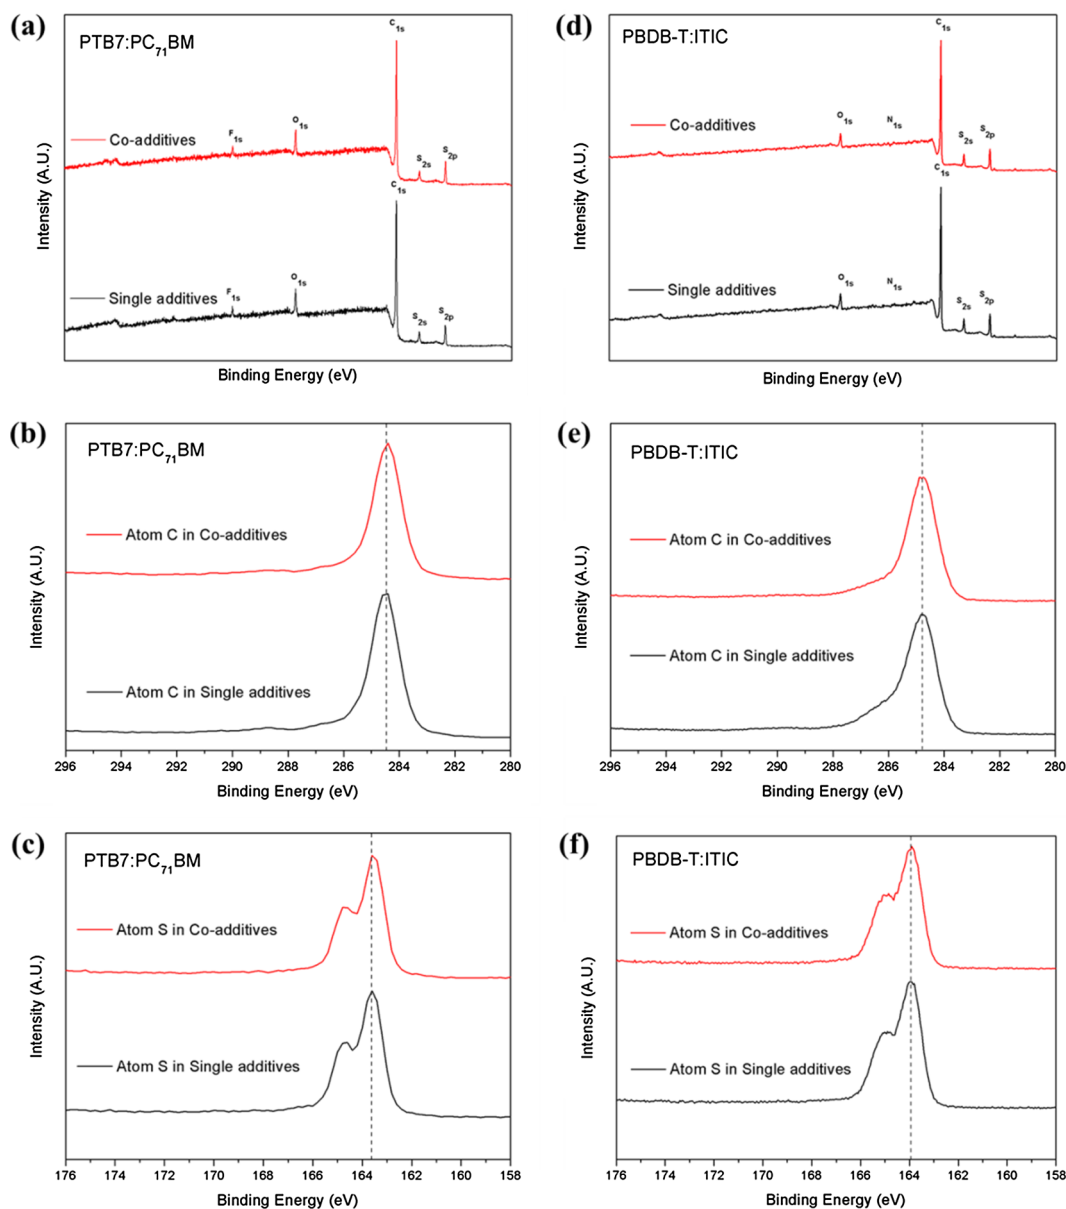 (a)
PTB7:PC71BM
C1s
Co-additives
F1s
O1s
S2s
S2p
C1s
Single additives
F1s
O1s
S2s
S2p
Intensity (A.U.)
Binding Energy (eV)
(d)
PBDB-T:ITIC
C1s
Co-additives
O1s
N1s
S2s
S2p
C1s
Single additives
O1s
N1s
S2s
S2p
Intensity (A.U.)
Binding Energy (eV)
(b)
PTB7:PC71BM
Atom C in Co-additives
Atom C in Single additives
Intensity (A.U.)
296 294 292 290 288 286 284 282 280
Binding Energy (eV)
(e)
PBDB-T:ITIC
Atom C in Co-additives
Atom C in Single additives
Intensity (A.U.)
296 294 292 290 288 286 284 282 280
Binding Energy (eV)
(c)
PTB7:PC71BM
Atom S in Co-additives
Atom S in Single additives
Intensity (A.U.)
176 174 172 170 168 166 164 162 160 158
Binding Energy (eV)
(f)
PBDB-T:ITIC
Atom S in Co-additives
Atom S in Single additives
Intensity (A.U.)
176 174 172 170 168 166 164 162 160 158
Binding Energy (eV)